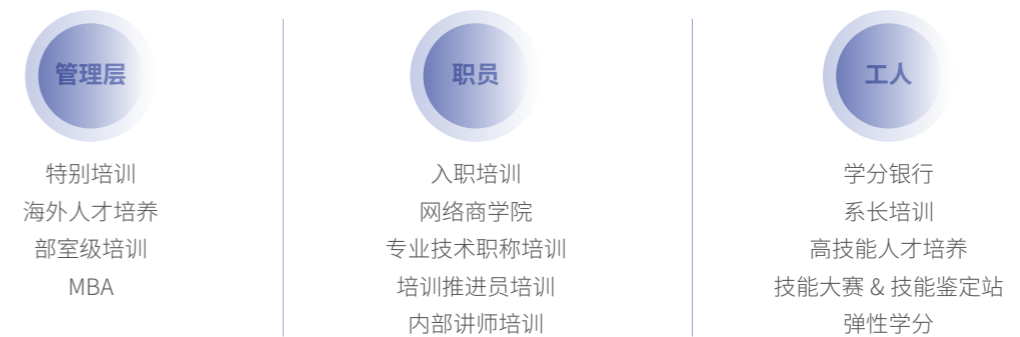 管理层
特别培训
海外人才培养
部室级培训
MBA
职员
入职培训
网络商学院
专业技术职称培训
培训推进员培训
内部讲师培训
工人
学分银行
系长培训
高技能人才培养
技能大赛 & 技能鉴定站
弹性学分